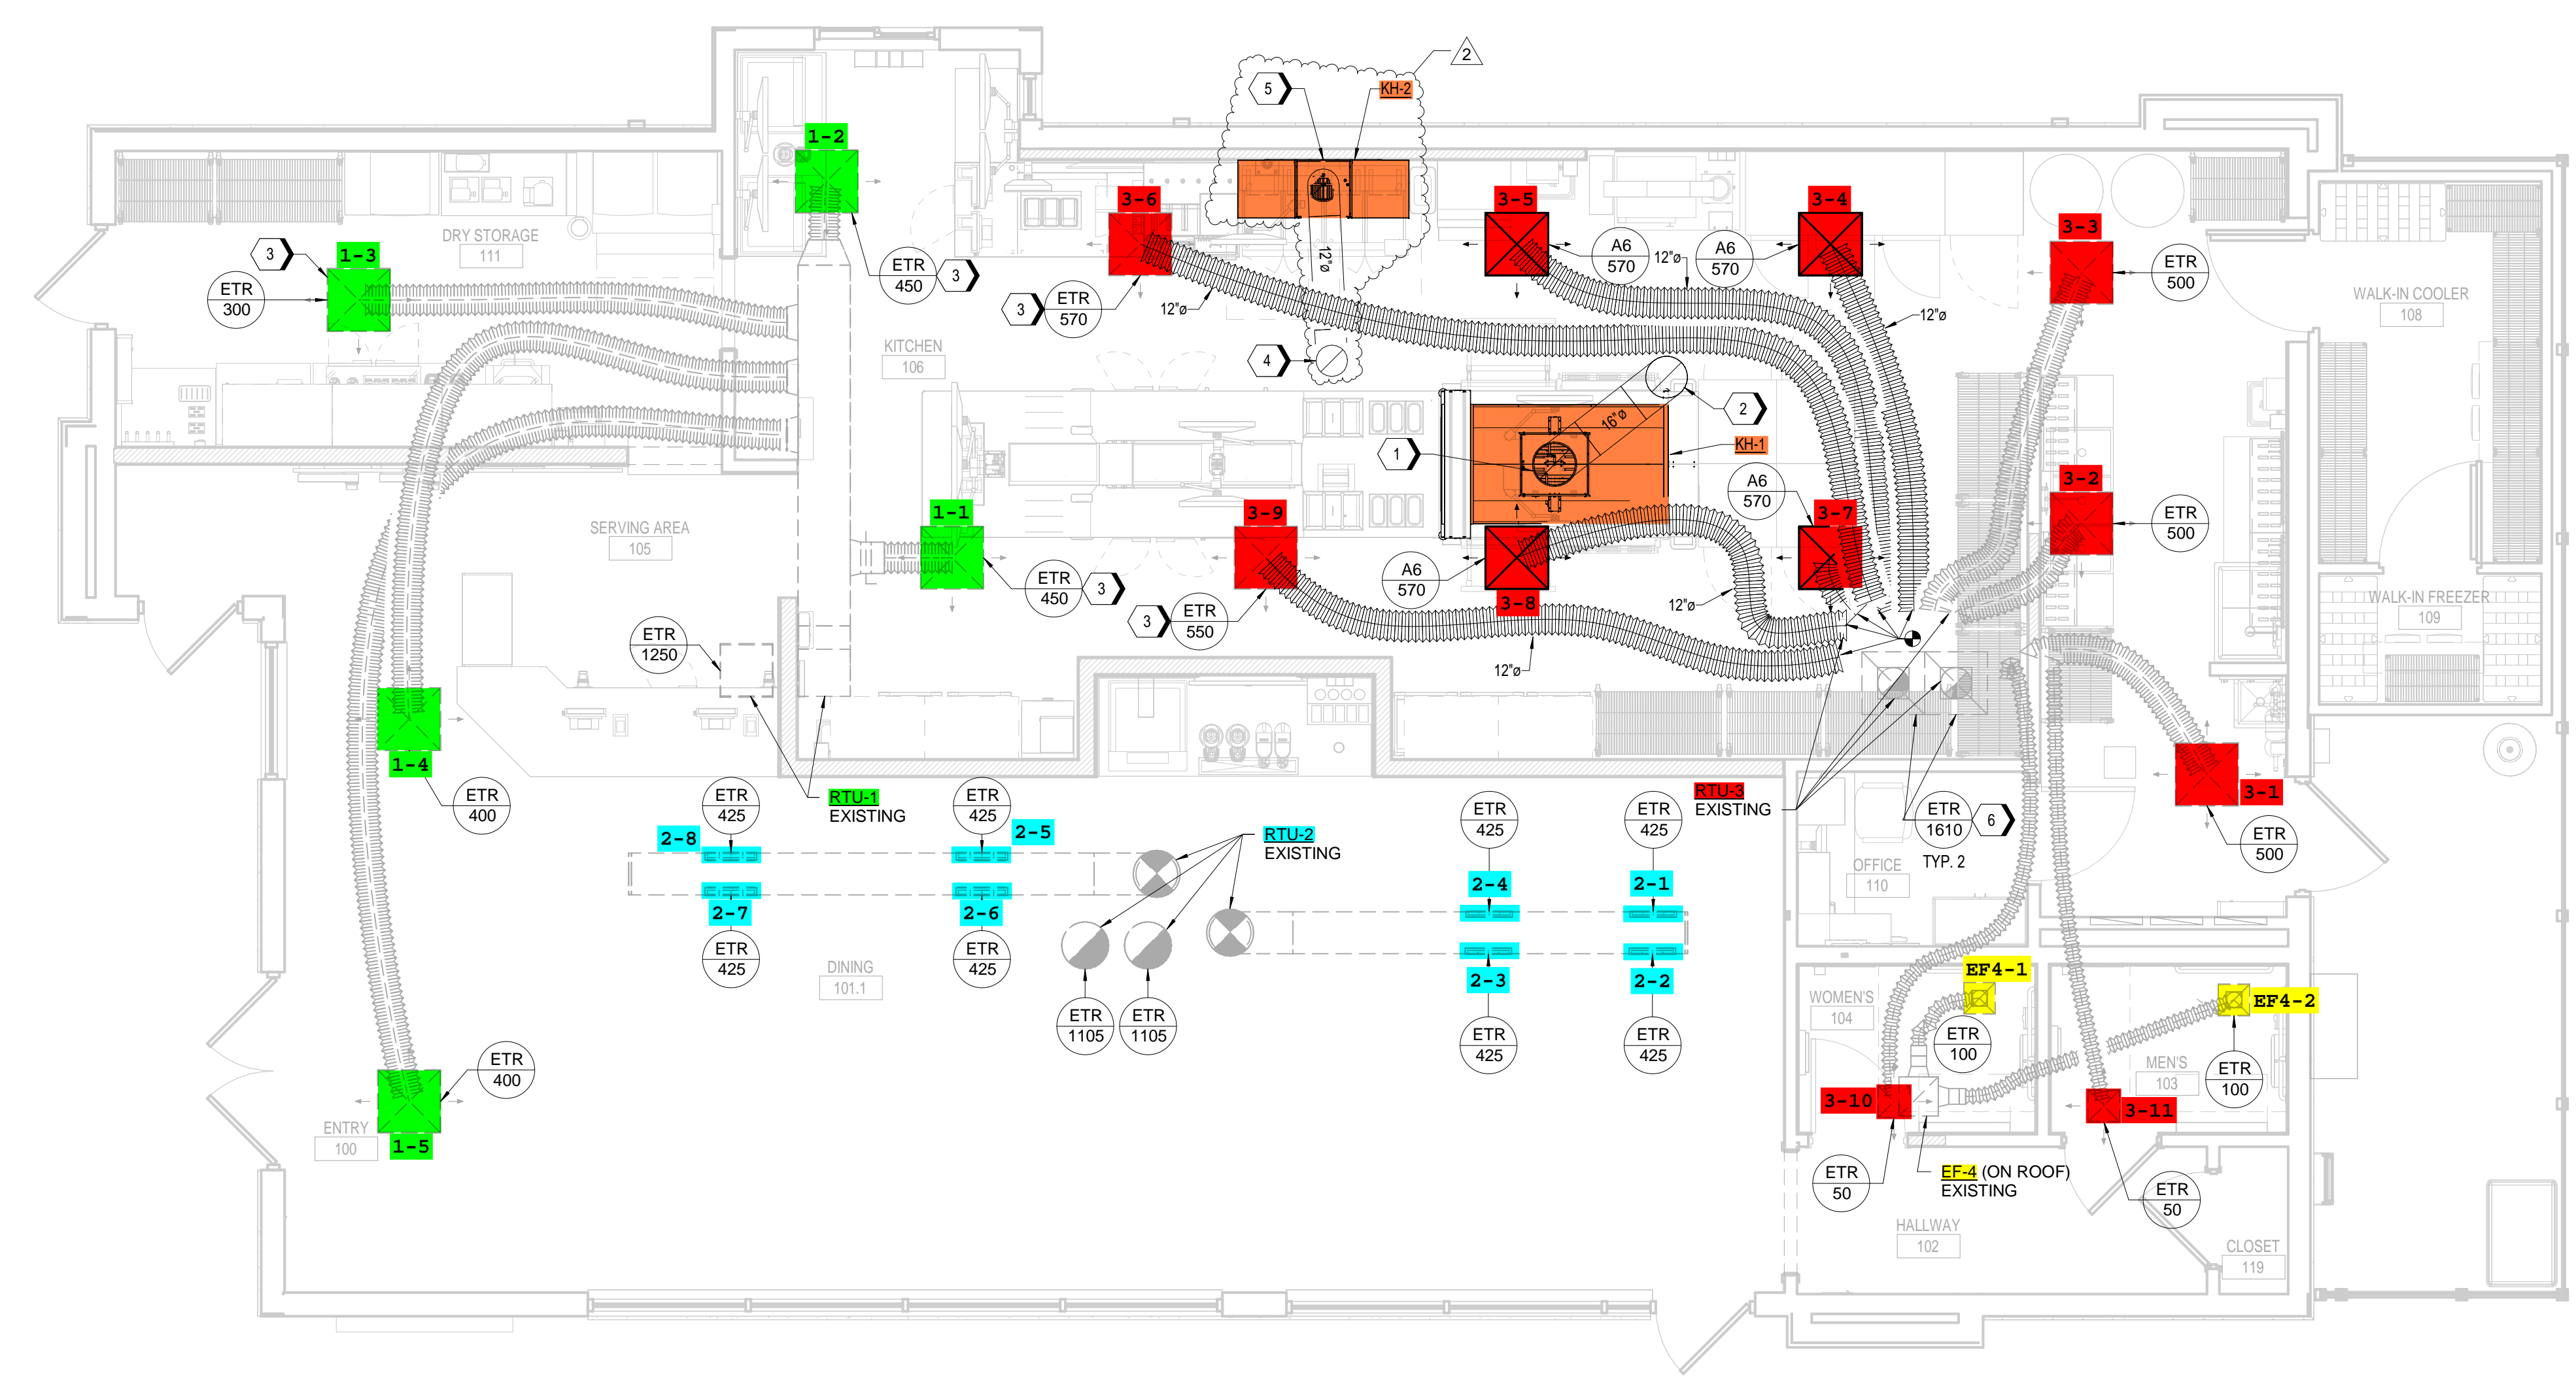 2
5
KH-2
1-2
3-6
3-5
3-4
3-3
DRY STORAGE
111
3
1-3
ETR
300
ETR
450
3
3
ETR
570
12"ø
12"ø
A6
570
12"ø
A6
570
12"ø
ETR
500
WALK-IN COOLER
108
KITCHEN
106
4
2
16"ø
1
KH-1
SERVING AREA
105
1-1
3-9
A6
570
3-7
3-2
ETR
500
ETR
450
3
3
ETR
550
A6
570
3-8
12"ø
12"ø
WALK-IN FREEZER
109
ETR
1250
1-4
ETR
400
RTU-1
EXISTING
ETR
425
ETR
425
2-8
2-5
RTU-2
EXISTING
ETR
425
ETR
425
RTU-3
EXISTING
ETR
1610
6
TYP. 2
3-1
ETR
500
OFFICE
110
2-7
2-6
2-4
2-1
ETR
425
ETR
425
2-3
2-2
DINING
101.1
ETR
1105
ETR
1105
ETR
425
ETR
425
WOMEN'S
104
EF4-1
EF4-2
ETR
100
MEN'S
103
ETR
100
ETR
400
ENTRY
100
1-5
3-10
3-11
ETR
50
EF-4 (ON ROOF)
EXISTING
ETR
50
HALLWAY
102
CLOSET
119